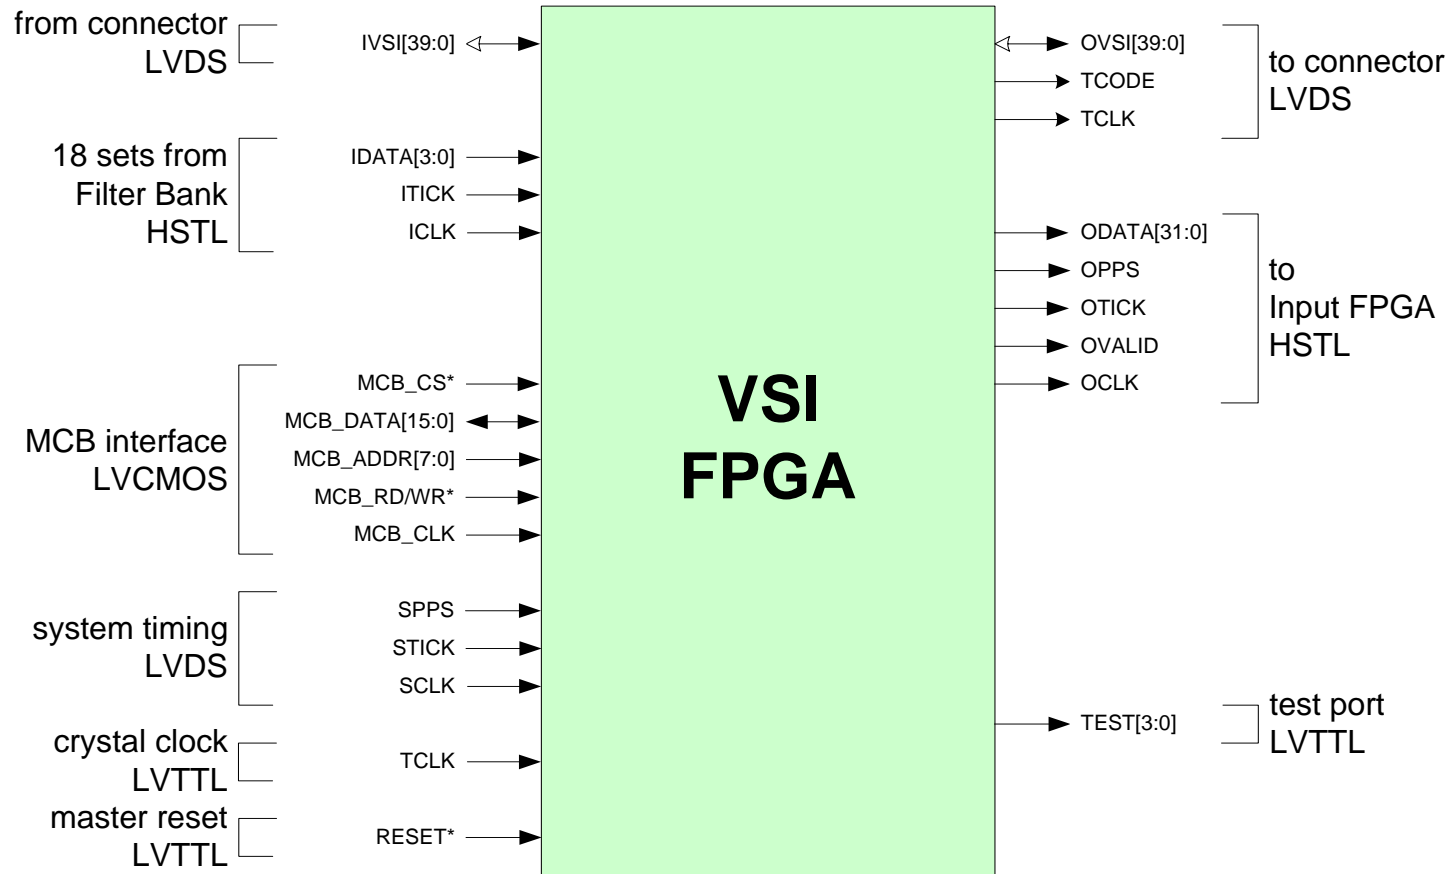 from connector
LVDS
IVSI[39:0]
18 sets from
Filter Bank
HSTL
IDATA[3:0]
ITICK
ICLK
MCB interface
LVCMOS
MCB_CS*
MCB_DATA[15:0]
MCB_ADDR[7:0]
MCB_RD/WR*
MCB_CLK
system timing
LVDS
SPPS
STICK
SCLK
crystal clock
LVTTL
TCLK
master reset
LVTTL
RESET*
VSI
FPGA
OVSI[39:0]
TCODE
TCLK
to connector
LVDS
ODATA[31:0]
OPPS
OTICK
OVALID
OCLK
to
Input FPGA
HSTL
TEST[3:0]
test port
LVTTL